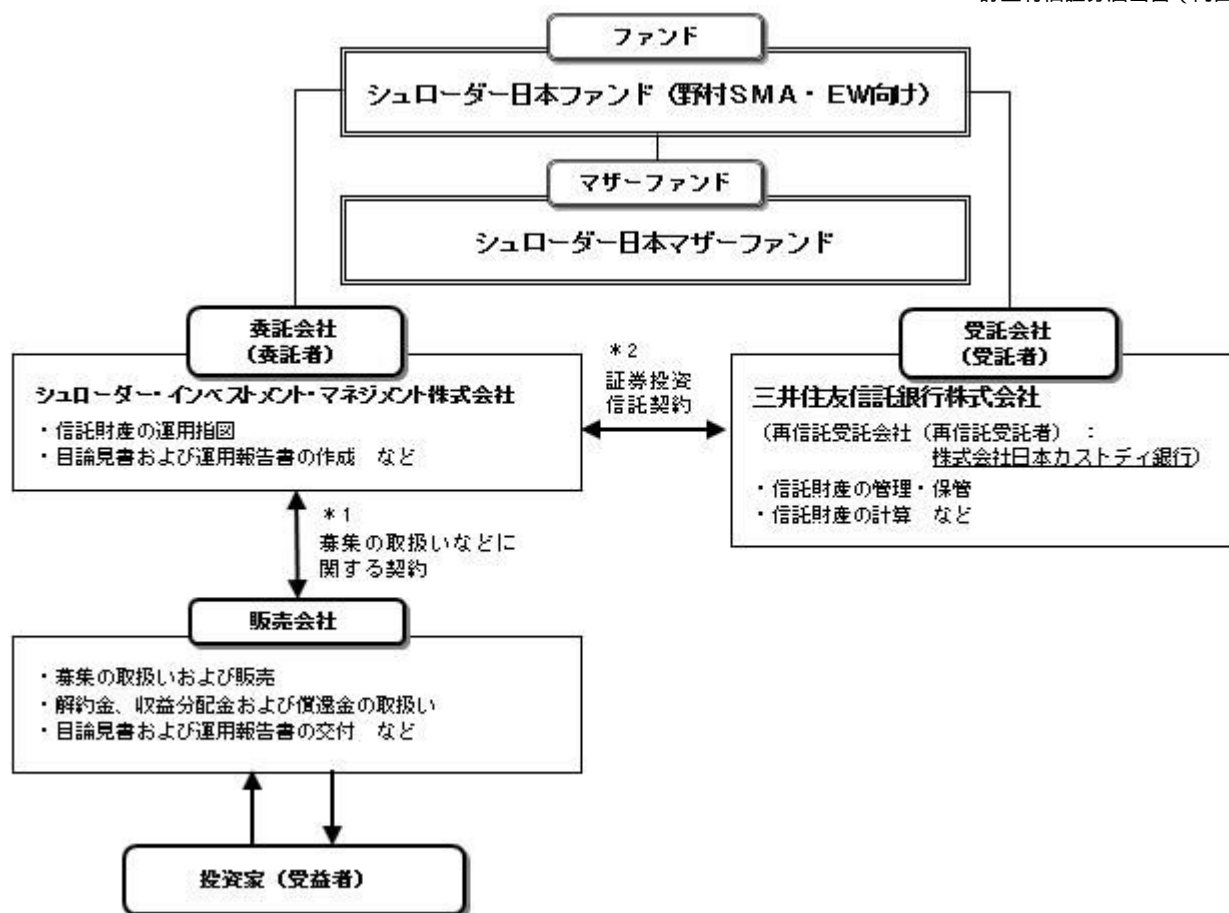 ファンド
シュローダー日本ファンド（野村SMA・EW向け）
マザーファンド
シュローダー日本マザーファンド
委託会社
（委託者）
シュローダー・インベストメント・マネジメント株式会社
・信託財産の運用指図
・目論見書および運用報告書の作成　など
＊2
証券投資
信託契約
受託会社
（受託者）
三井住友信託銀行株式会社
（再信託受託会社（再信託受託者）：
株式会社日本カストディ銀行）
・信託財産の管理・保管
・信託財産の計算　など
＊1
募集の取扱いなどに
関する契約
販売会社
・募集の取扱いおよび販売
・解約金、収益分配金および償還金の取扱い
・目論見書および運用報告書の交付　など
投資家（受益者）